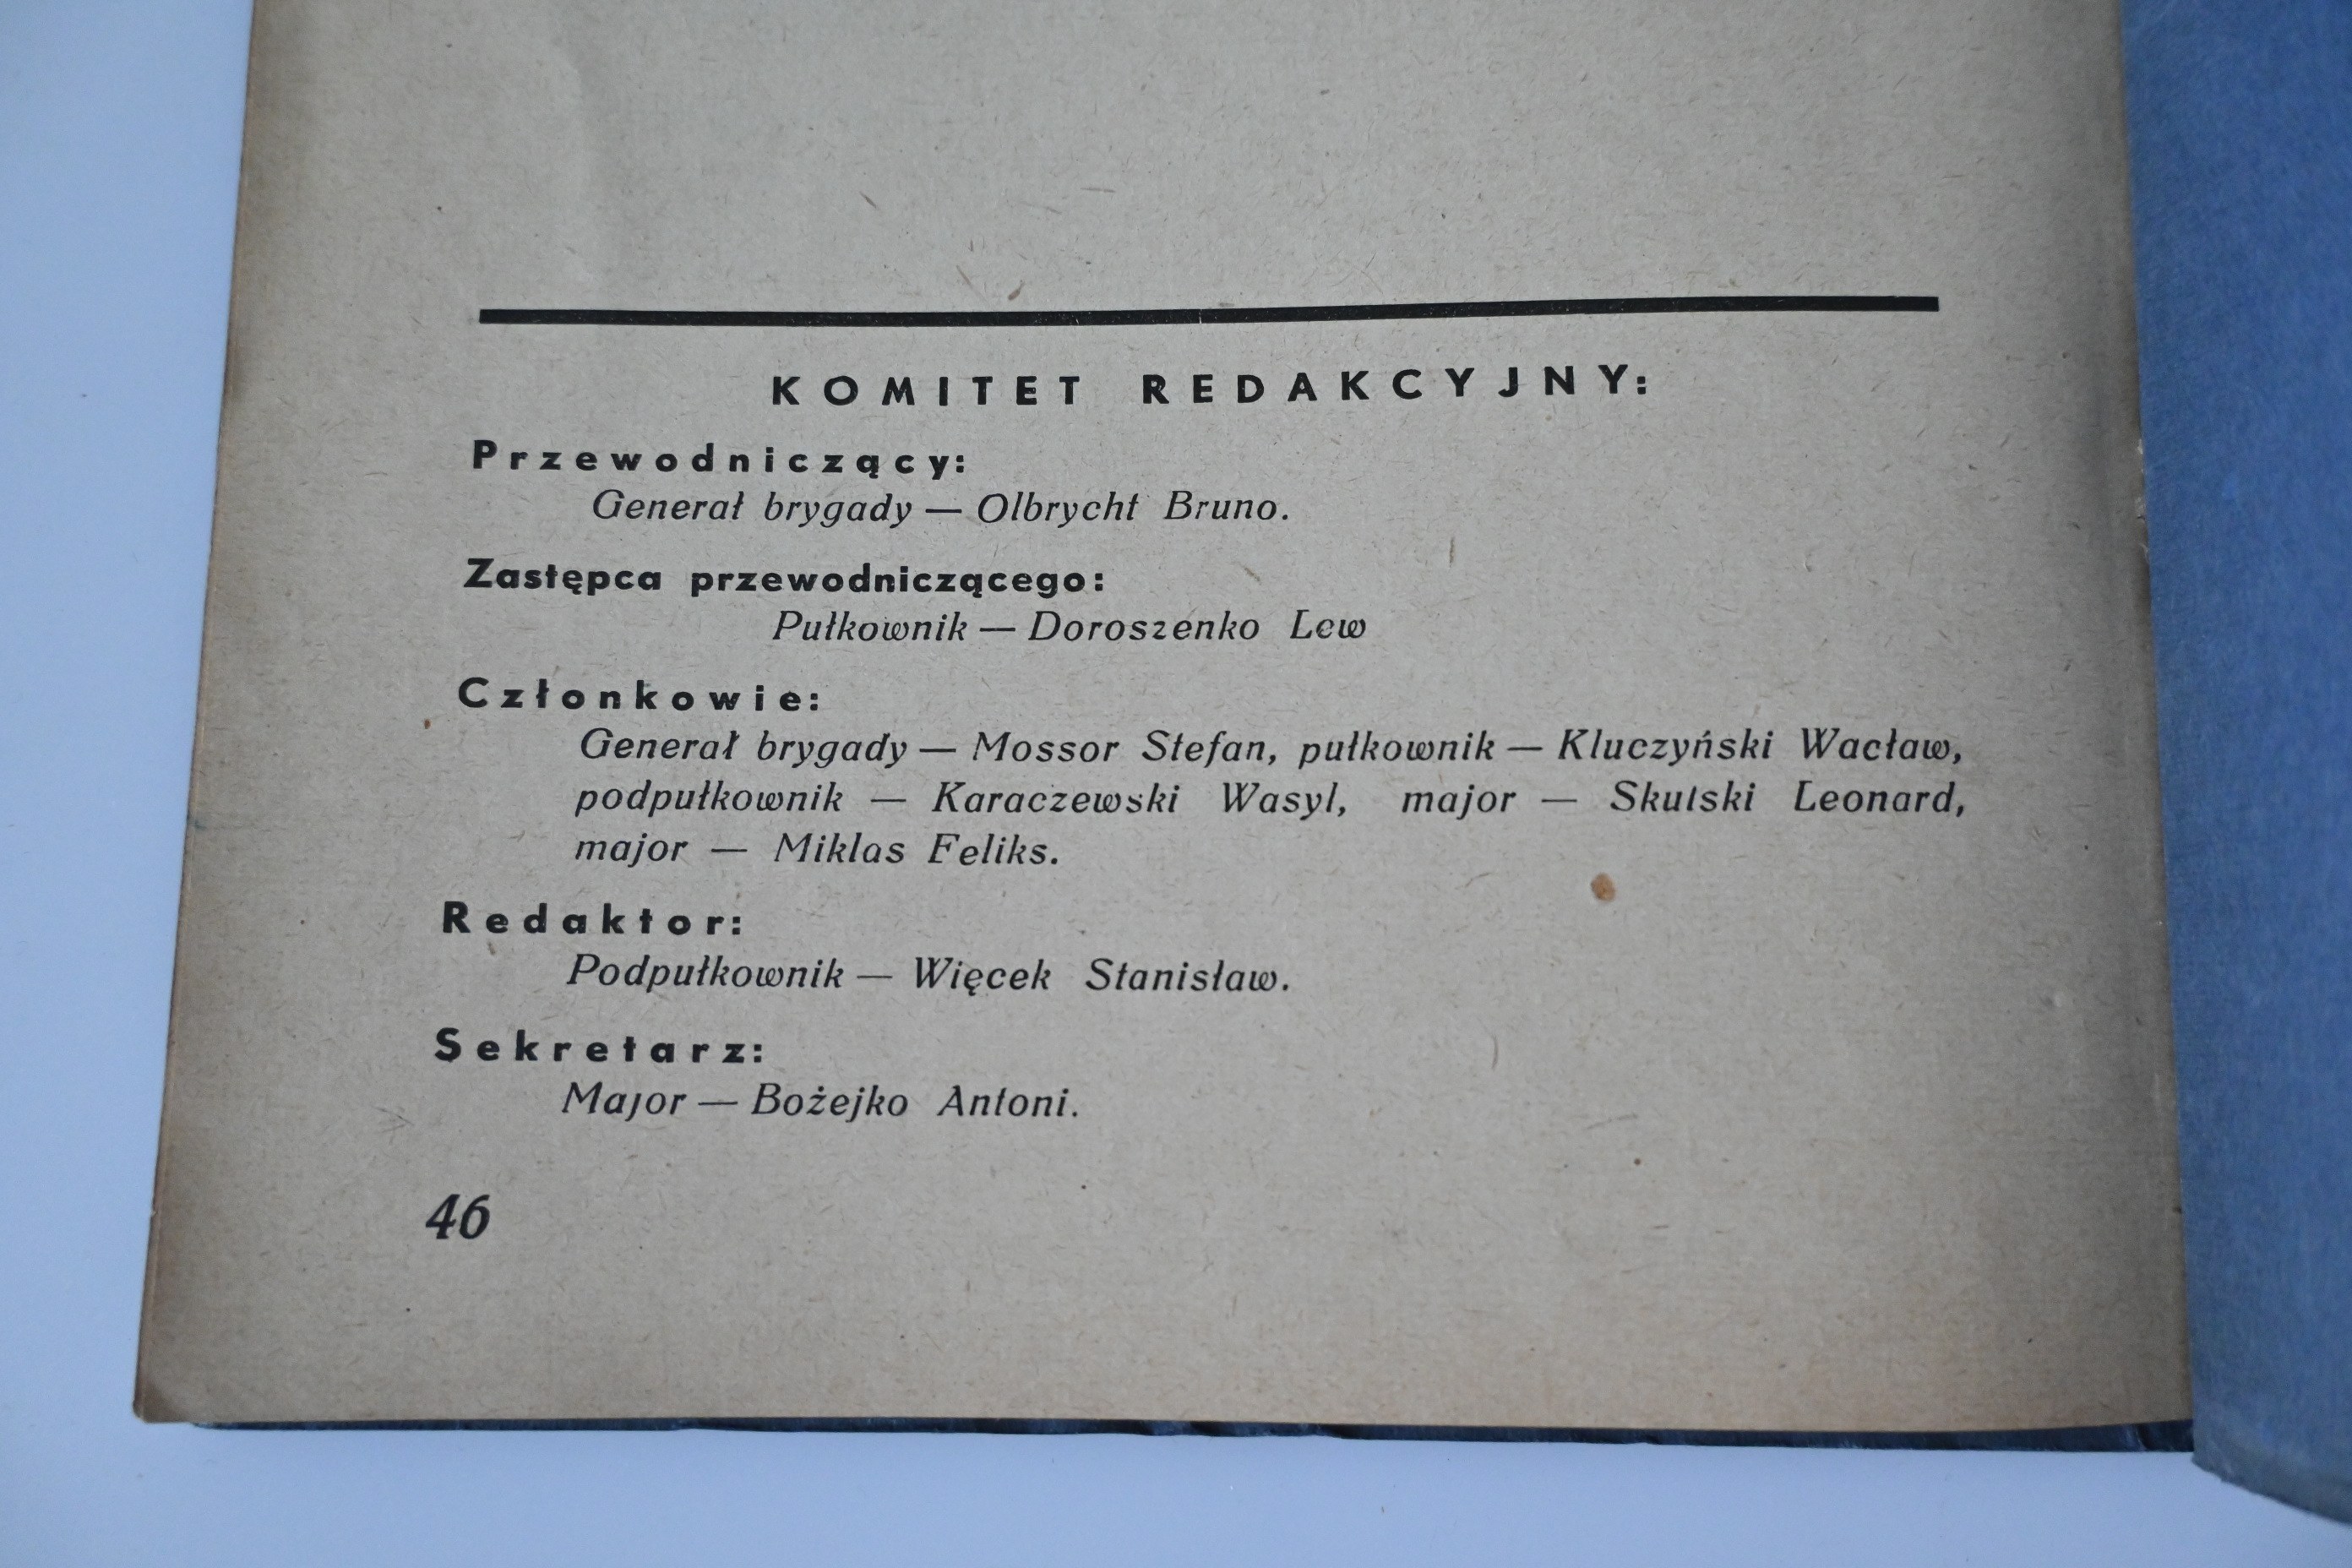 KOMITET REDAKCYJNY:
Przewodniczący:
Generał brygady — Olbrycht Bruno.
Zastępca przewodniczącego:
Pułkownik — Doroszenko Lew
Członkowie:
Generał brygady — Mossor Stefan, pułkownik — Kluczyński Wacław,
podpułkownik — Karaczewski Wasyl, major — Skulski Leonard,
major — Miklas Feliks.
Redaktor:
Podpułkownik — Więcek Stanisław.
Sekretarz:
Major — Bożejko Antoni.
46